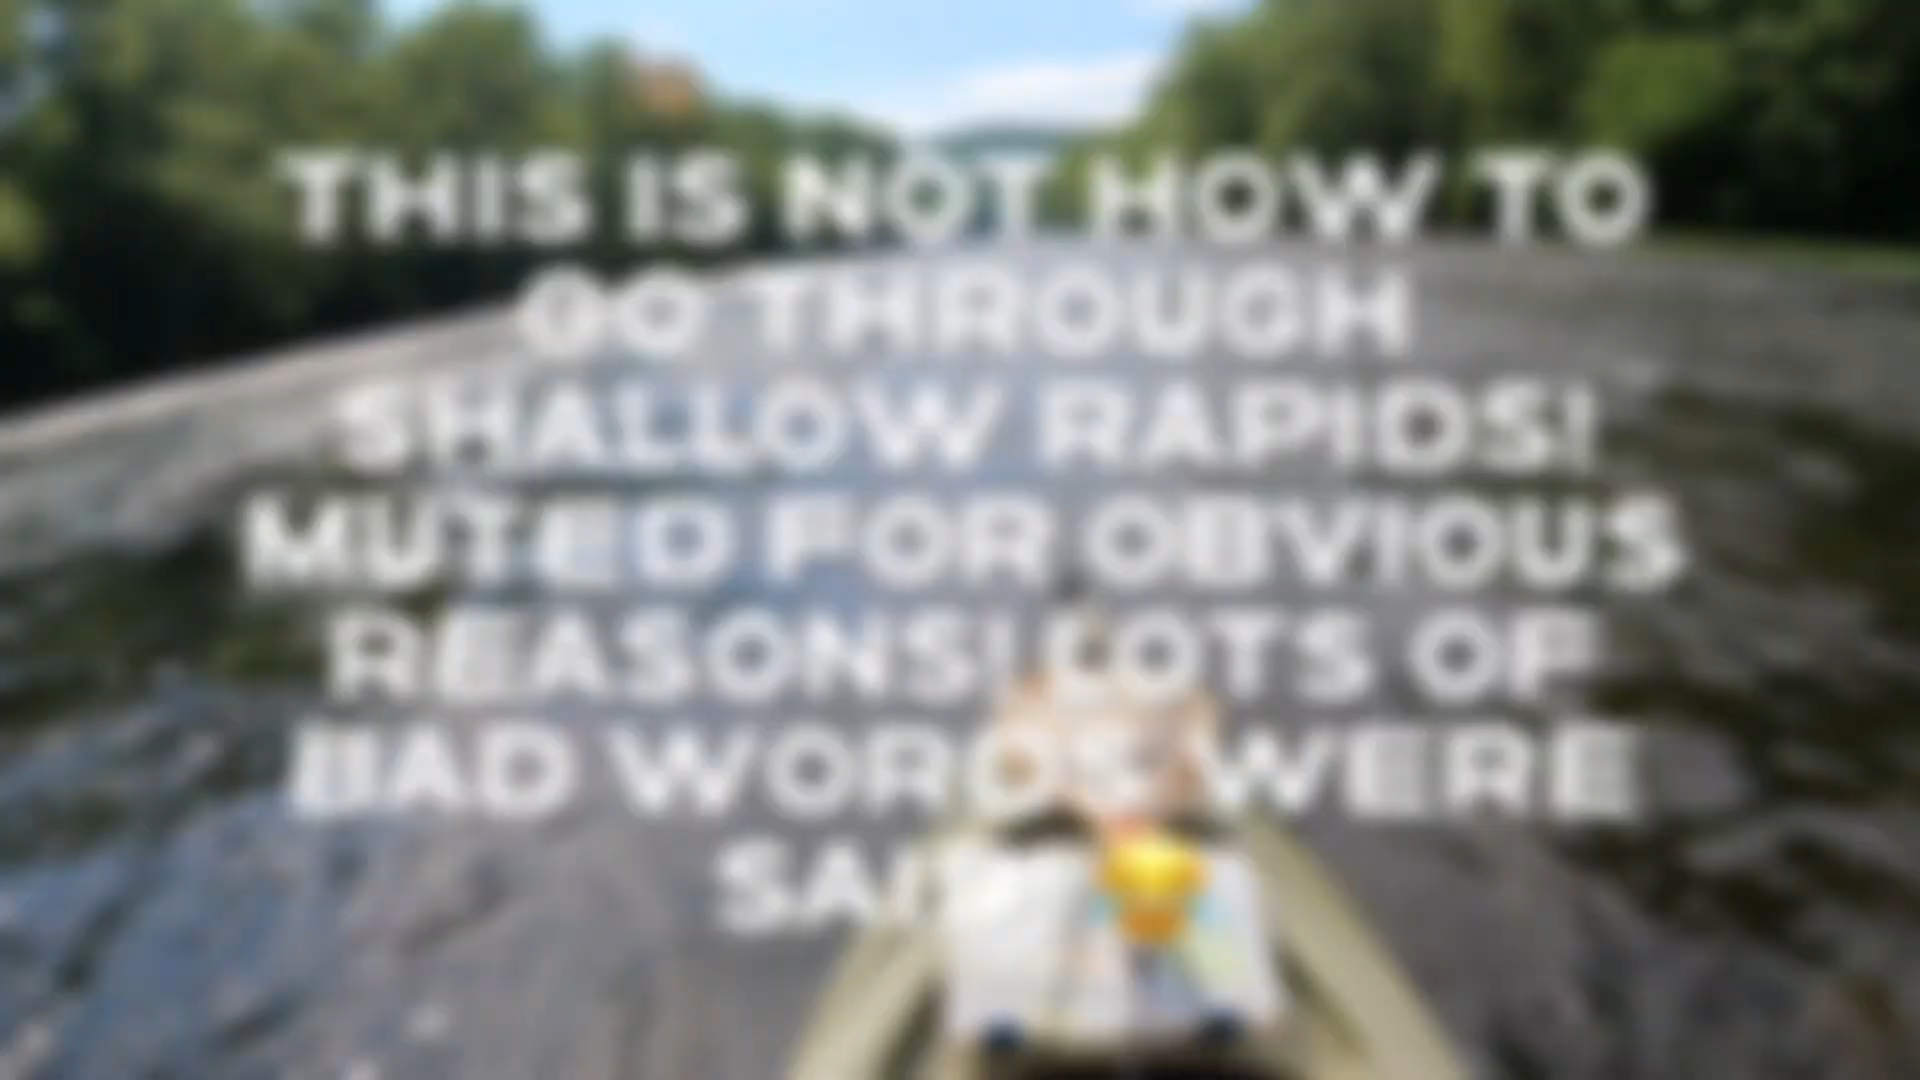 THIS IS NOT HOW TO
GO THROUGH
SHALLOW RAPIDS!
MUTED FOR OBVIOUS
REASONS! LOTS OF
BAD WORDS WERE